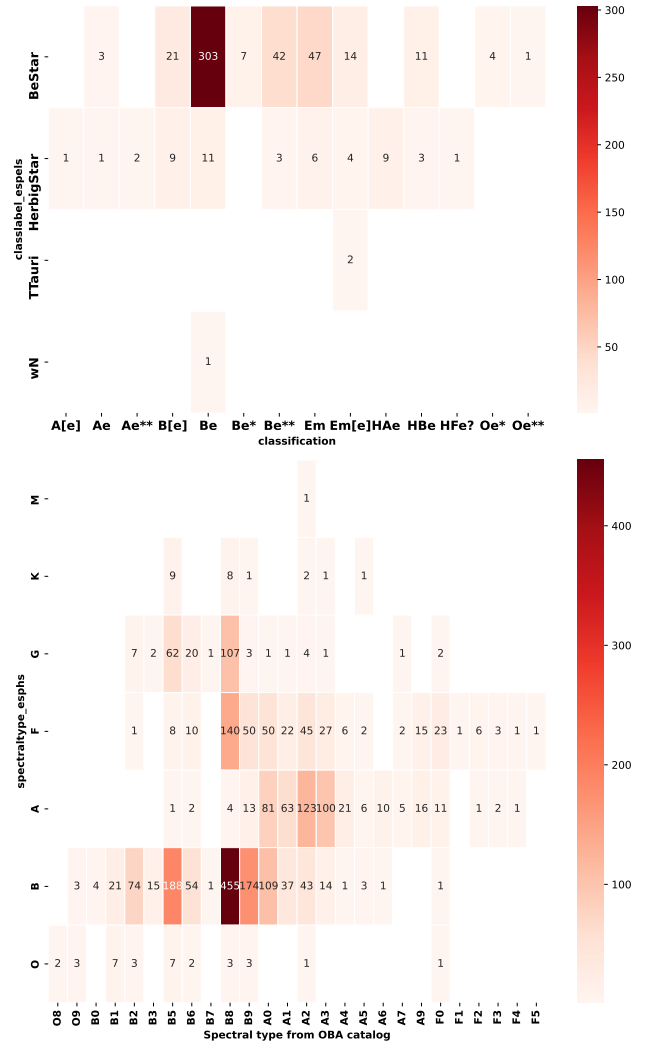 BeStar 3 21 303 7 42 47 14 11 4 1
HerbigStar 1 1 2 9 11 3 6 4 9 3 1
TTauri 2
wN 1
classlabel_espels
A[e] Ae Ae** B[e] Be Be* Be** Em Em[e] HAe HBe HFe? Oe* Oe**
classification
300
250
200
150
100
50
M 1
K 9 8 1 2 1 1
G 7 2 62 20 1 107 3 1 1 4 1 1 2
F 1 8 10 140 50 50 22 45 27 6 2 2 15 23 1 6 3 1 1
A 1 2 4 13 81 63 123 100 21 6 10 5 16 11 1 2 1
B 3 4 21 74 15 188 54 1 455 174 109 37 43 14 1 3 1 1
O 2 3 7 3 7 2 3 3 1 1
spectraltype_esphs
O8 O9 B0 B1 B2 B3 B5 B6 B7 B8 B9 A0 A1 A2 A3 A4 A5 A6 A7 A9 F0 F1 F2 F3 F4 F5
Spectral type from OBA catalog
400
300
200
100